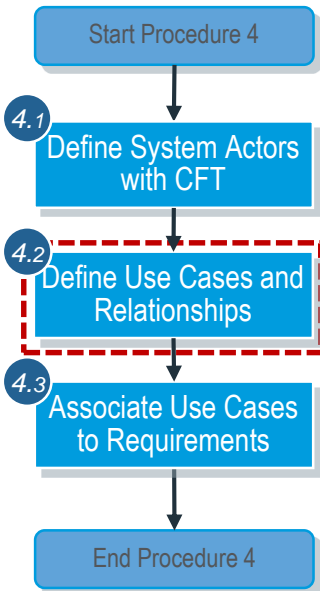 Start Procedure 4
4.1
Define System Actors
with CFT
4.2
Define Use Cases and
Relationships
4.3
Associate Use Cases
to Requirements
End Procedure 4